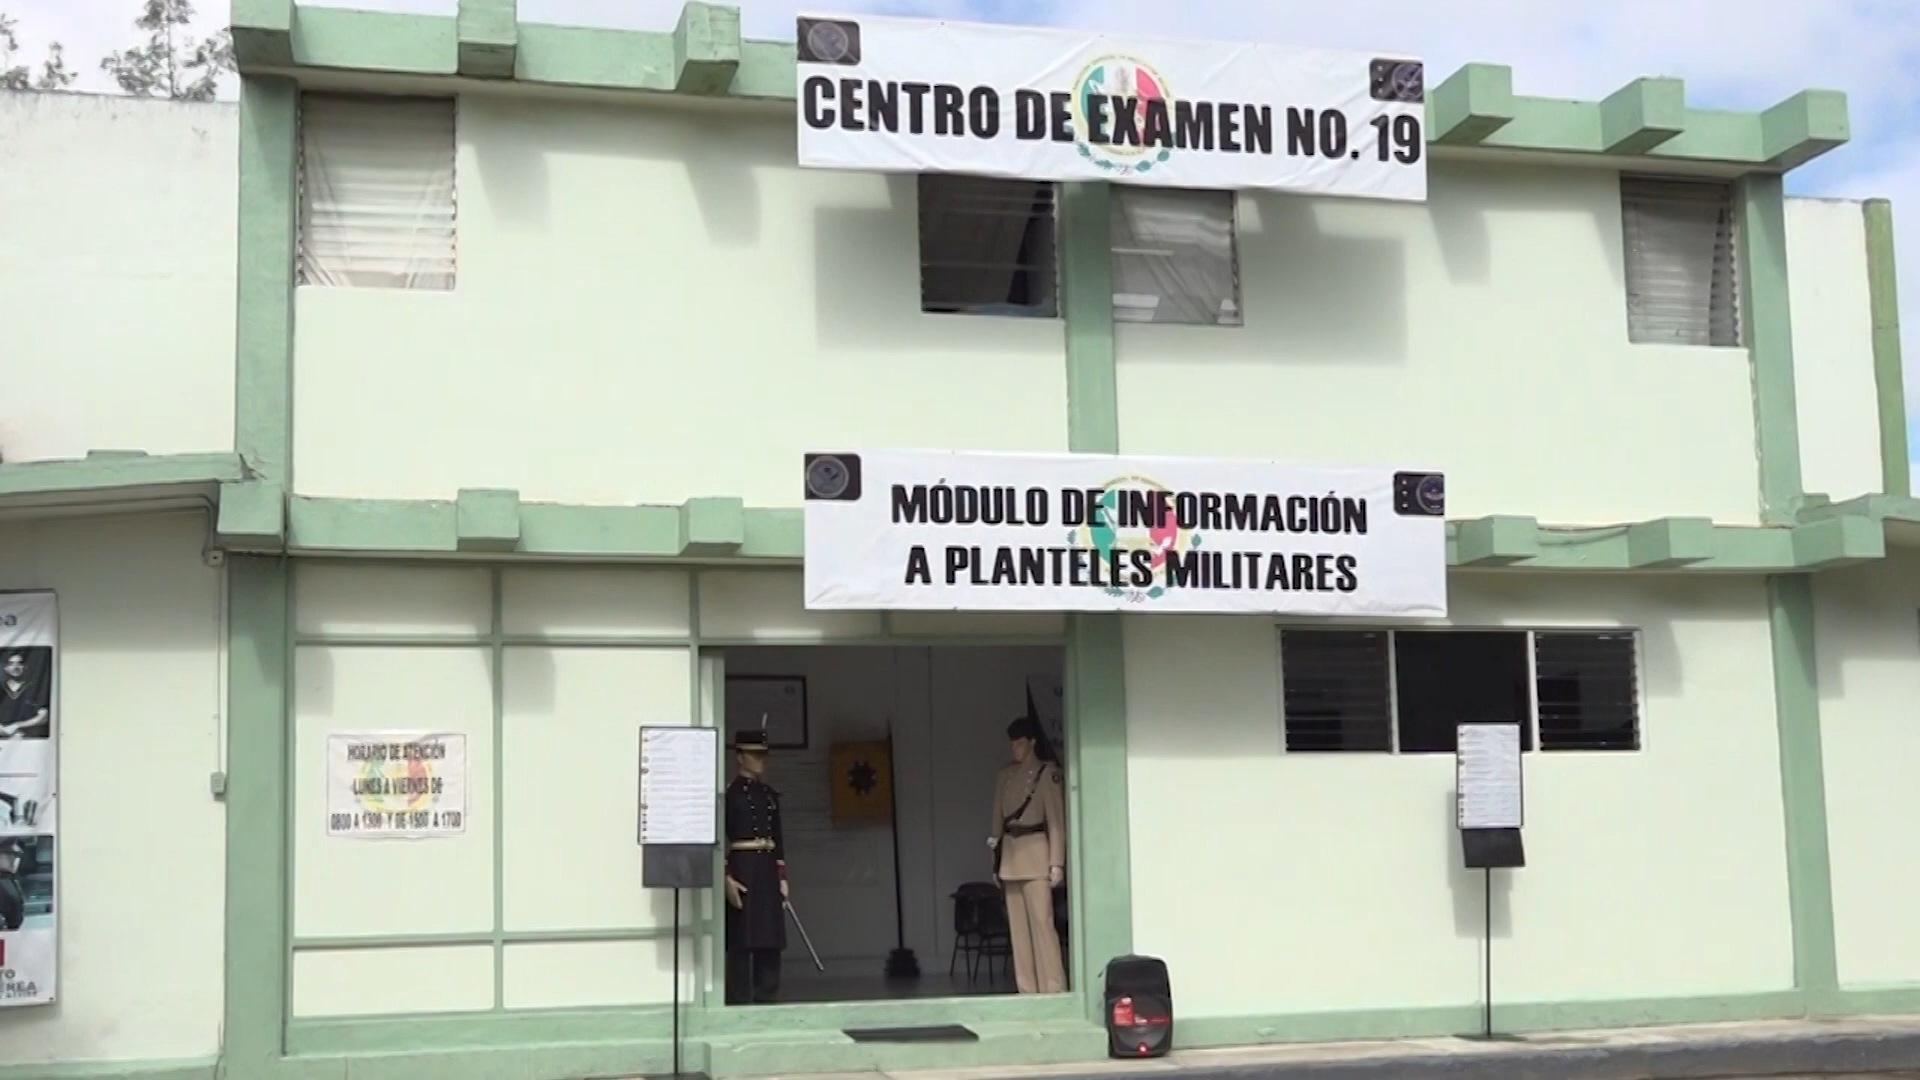 CENTRO DE EXAMEN NO. 19
MÓDULO DE INFORMACIÓN
A PLANTELES MILITARES
HORARIO DE ATENCIÓN
LUNES A VIERNES DE
0800 A 1300 Y DE 1500 A 1700